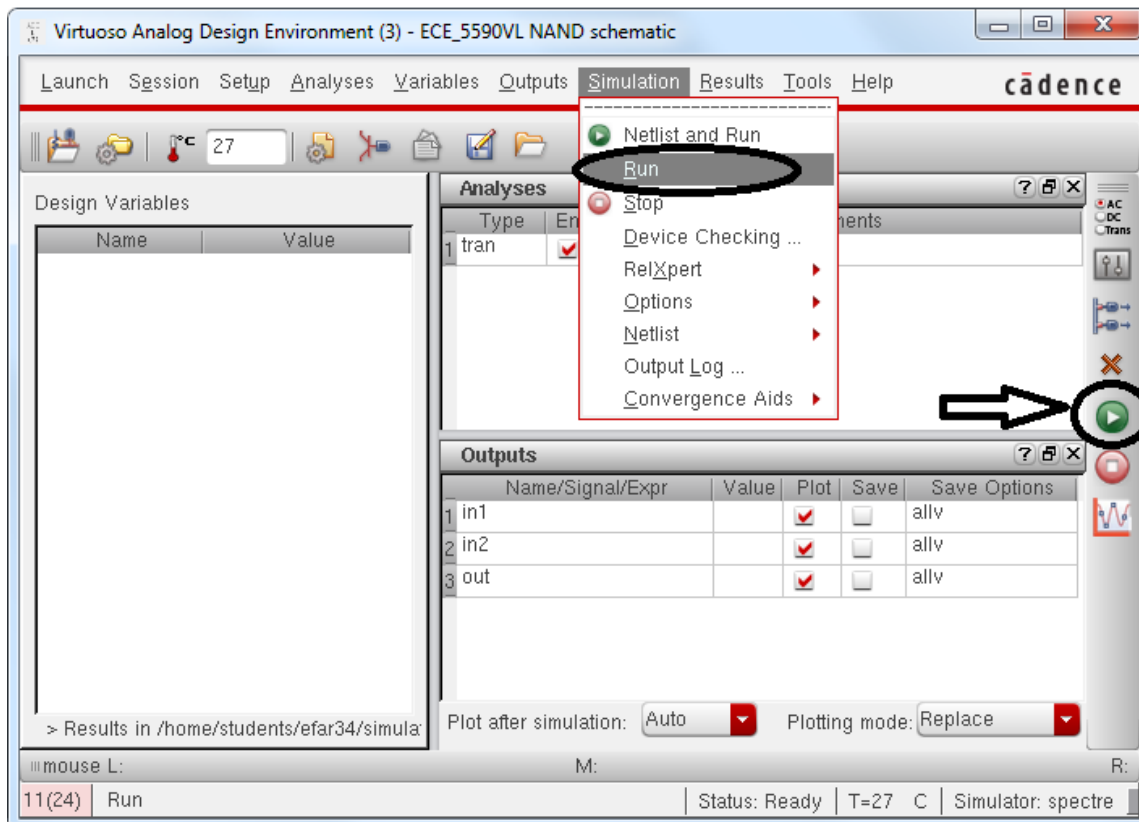 Virtuoso Analog Design Environment (3) - ECE_5590VL NAND schematic
Launch Session Setup Analyses Variables Outputs Simulation Results Tools Help cādence
°C 27
Netlist and Run
Run
Stop
Device Checking ...
RelXpert
Options
Netlist
Output Log ...
Convergence Aids
Design Variables
Name Value
> Results in /home/students/efar34/simula
Analyses ?
Type En
1 tran
AC
DC
Trans
Outputs ?
Name/Signal/Expr Value Plot Save Save Options
1 in1 allv
2 in2 allv
3 out allv
Plot after simulation: Auto Plotting mode: Replace
mouse L: M: R:
11(24) Run Status: Ready T=27 C Simulator: spectre